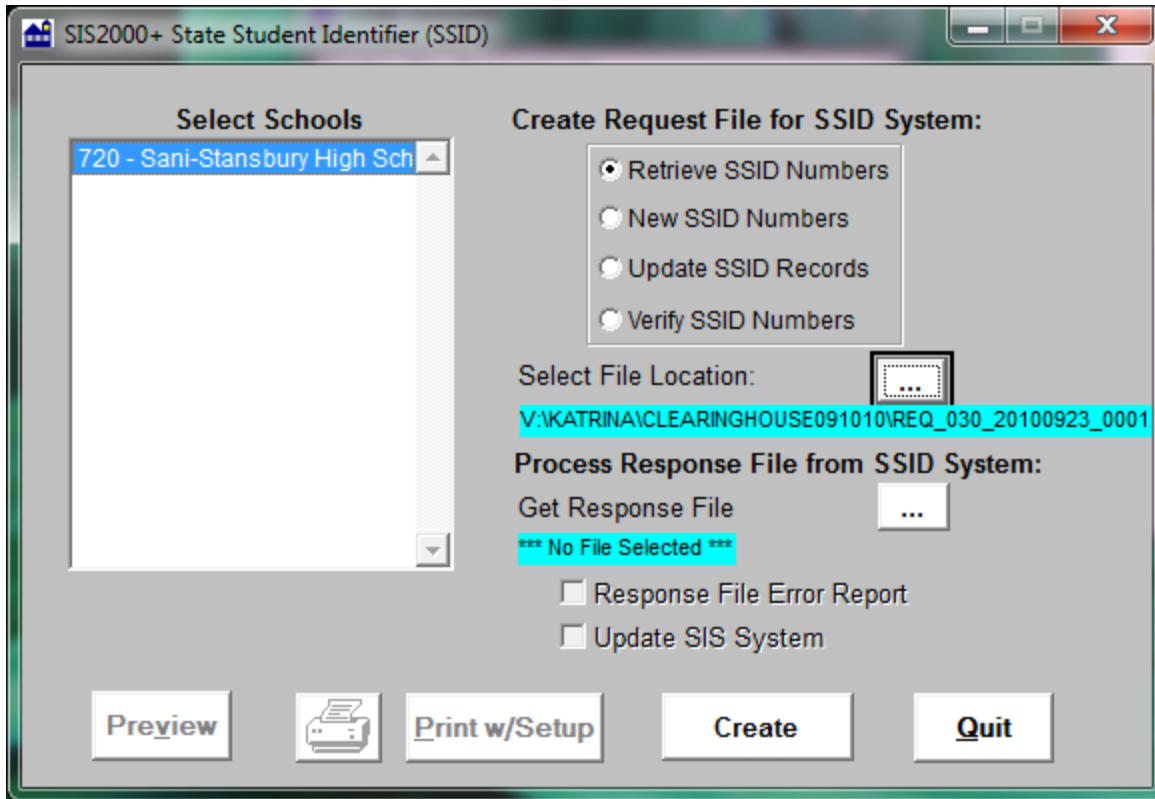 SIS2000+ State Student Identifier (SSID)
Select Schools
720 - Sani-Stansbury High Sch
Create Request File for SSID System:
Retrieve SSID Numbers
New SSID Numbers
Update SSID Records
Verify SSID Numbers
Select File Location:
...
V:\KATRINA\CLEARINGHOUSE091010\REQ_030_20100923_0001
Process Response File from SSID System:
Get Response File
...
*** No File Selected ***
Response File Error Report
Update SIS System
Preview
Print w/Setup
Create
Quit